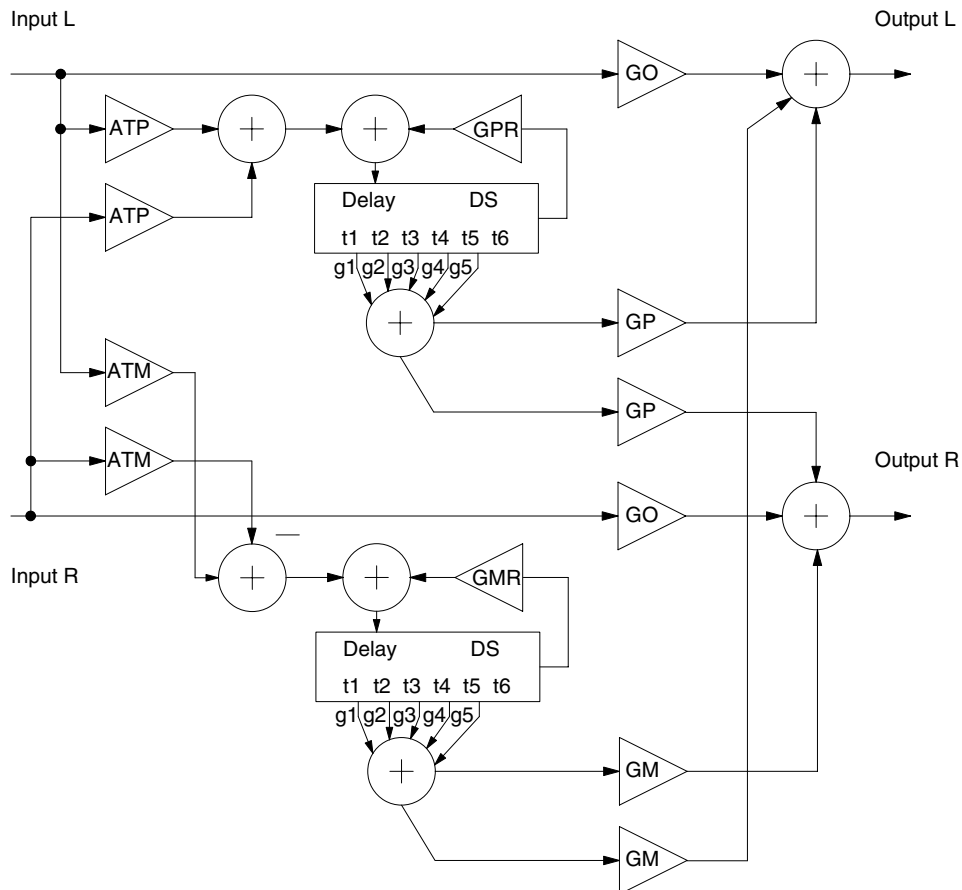 Input L
Output L
GO
+
ATP
+
+
GPR
ATP
Delay DS
t1 t2 t3 t4 t5 t6
g1 g2 g3 g4 g5
+
GP
ATM
GP
ATM
Output R
GO
+
—
Input R
+
+
GMR
Delay DS
t1 t2 t3 t4 t5 t6
g1 g2 g3 g4 g5
+
GM
GM